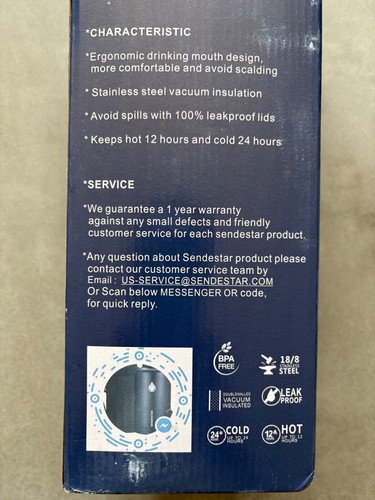 *CHARACTERISTIC
*Ergonomic drinking mouth design,
more comfortable and avoid scalding
* Stainless steel vacuum insulation
* Avoid spills with 100% leakproof lids
* Keeps hot 12 hours and cold 24 hours
*SERVICE
*We guarantee a 1 year warranty
against any small defects and friendly
customer service for each sendestar product.
*Any question about Sendestar product please
contact our customer service team by
Email : US-SERVICE@SENDESTAR.COM
Or Scan below MESSENGER OR code,
for quick reply.
BPA
FREE
18/8
STAINLESS
STEEL
DOUBLEWALLED
VACUUM
INSULATED
LEAK
PROOF
24H
COLD
UP TO 24
HOURS
12H
HOT
UP TO 12
HOURS